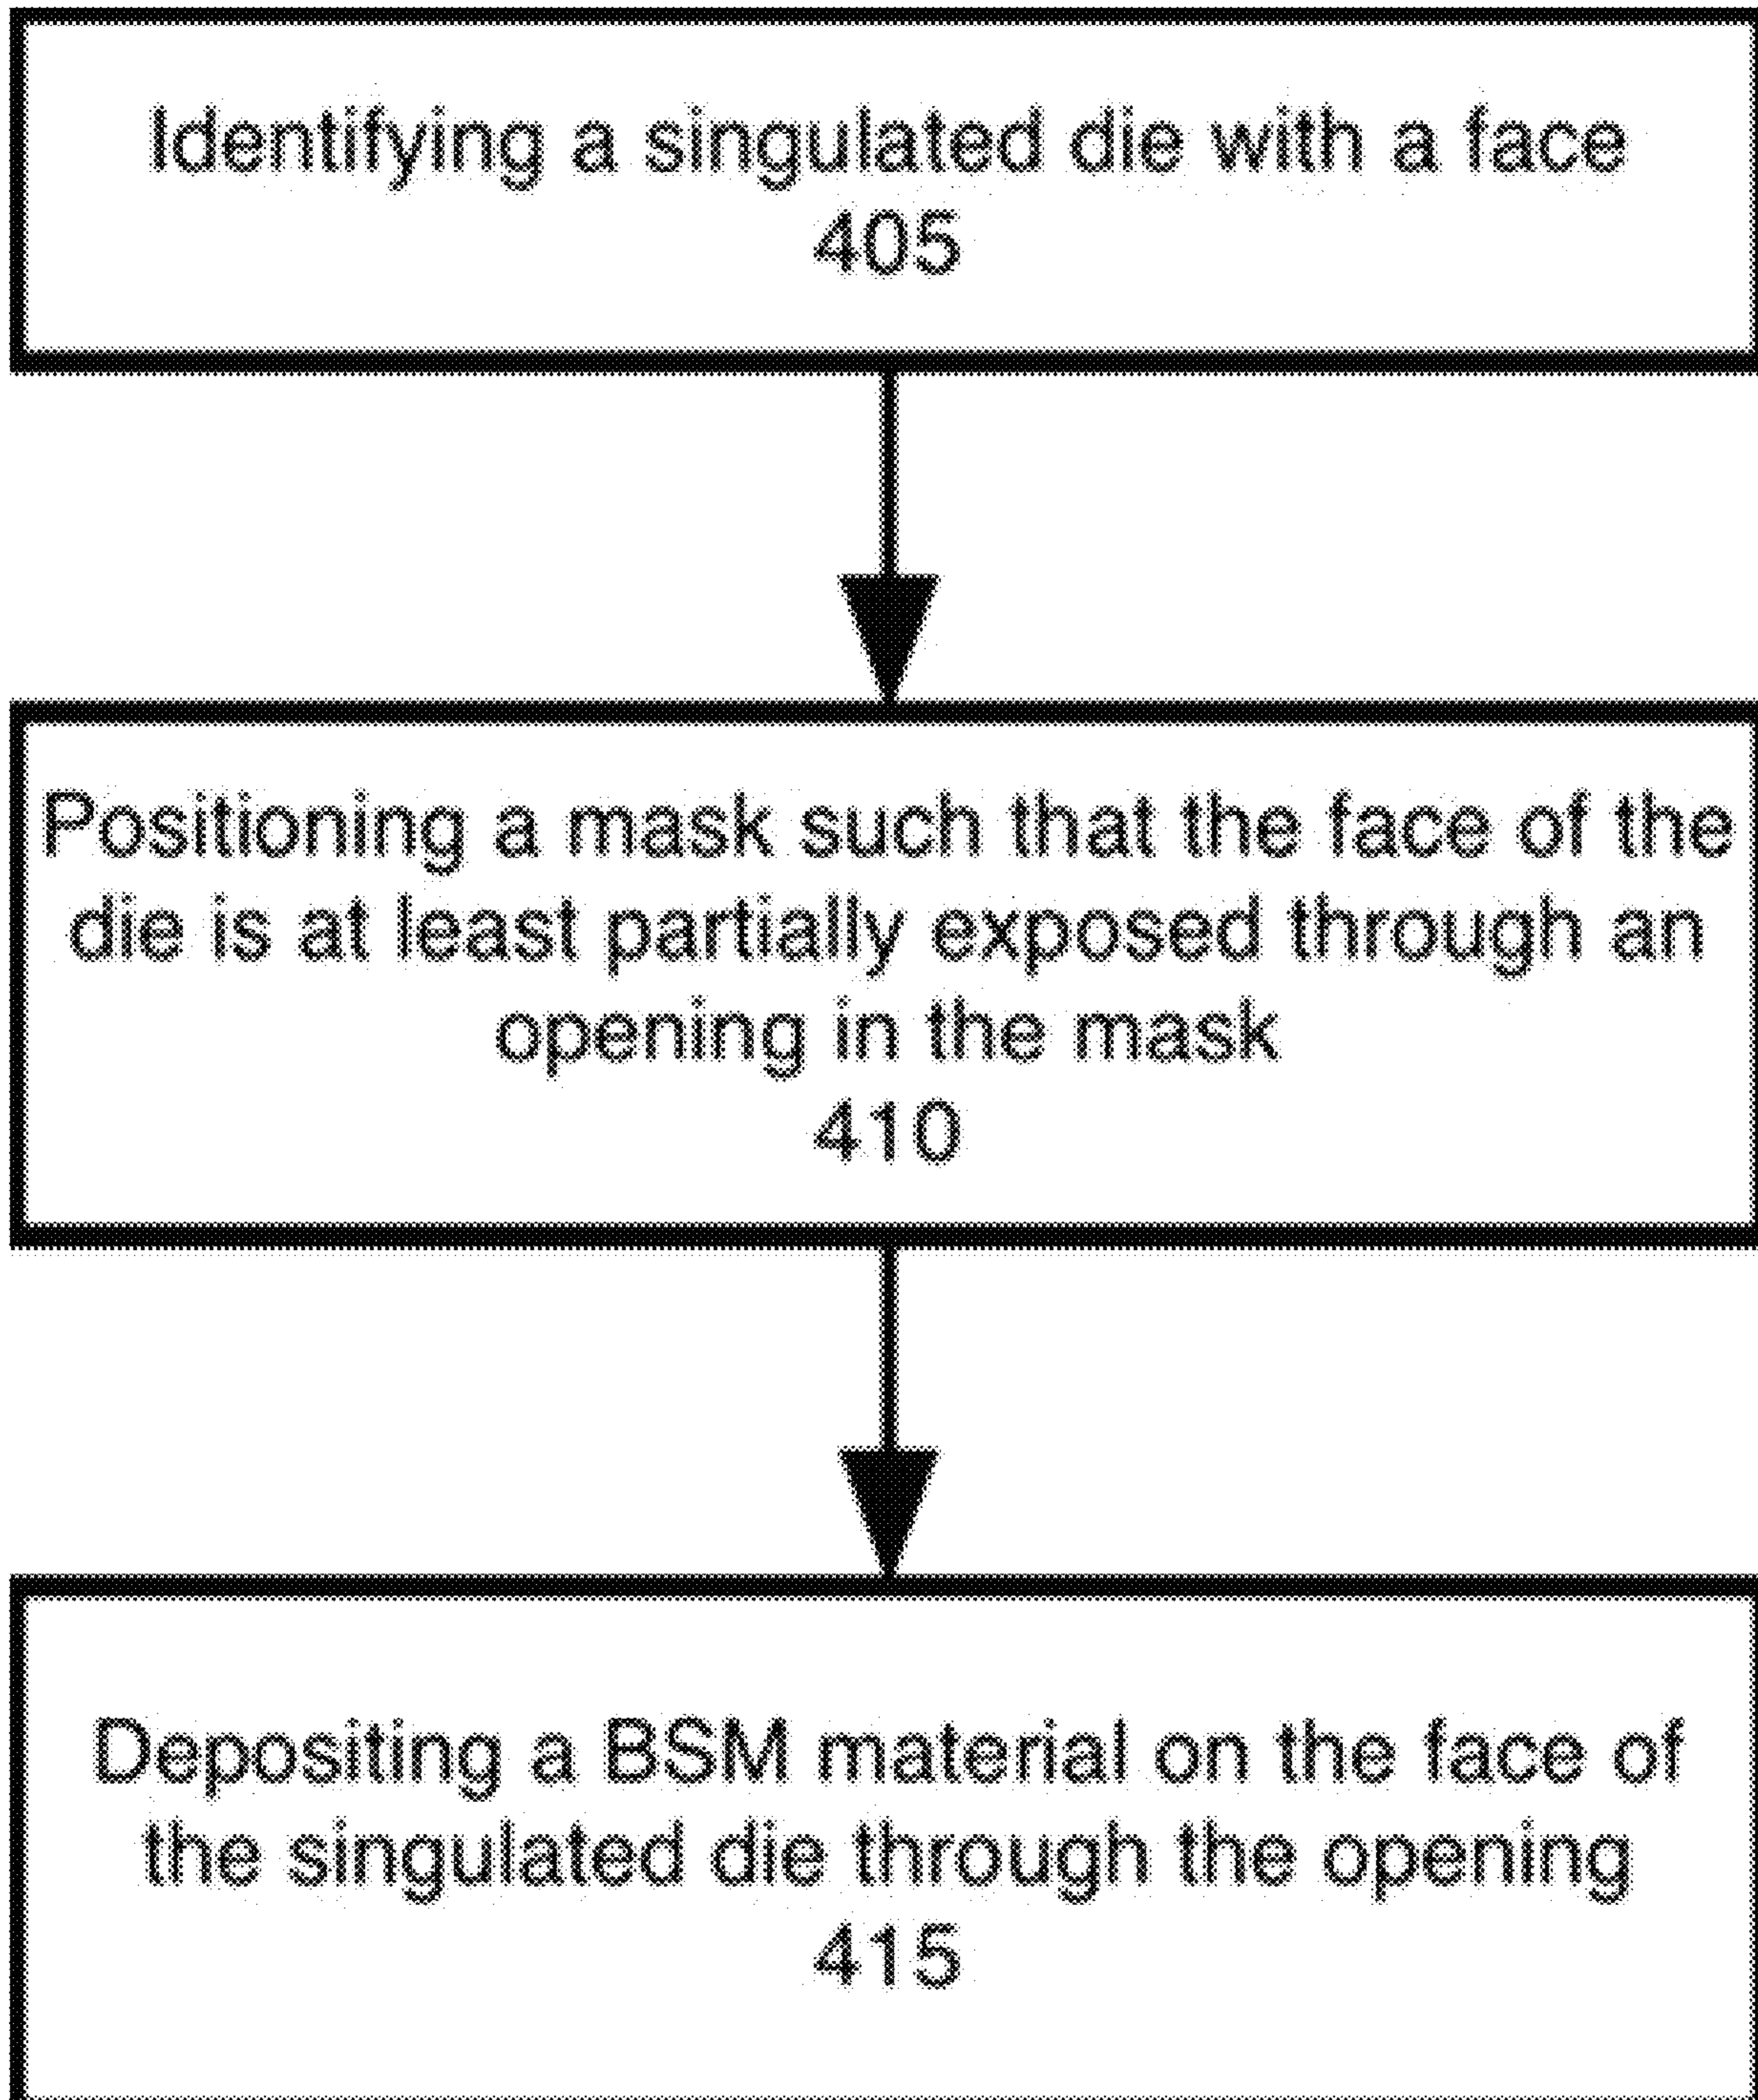 Identifying a singulated die with a face
405
Positioning a mask such that the face of the
die is at least partially exposed through an
opening in the mask
410
Depositing a BSM material on the face of
the singulated die through the opening
415